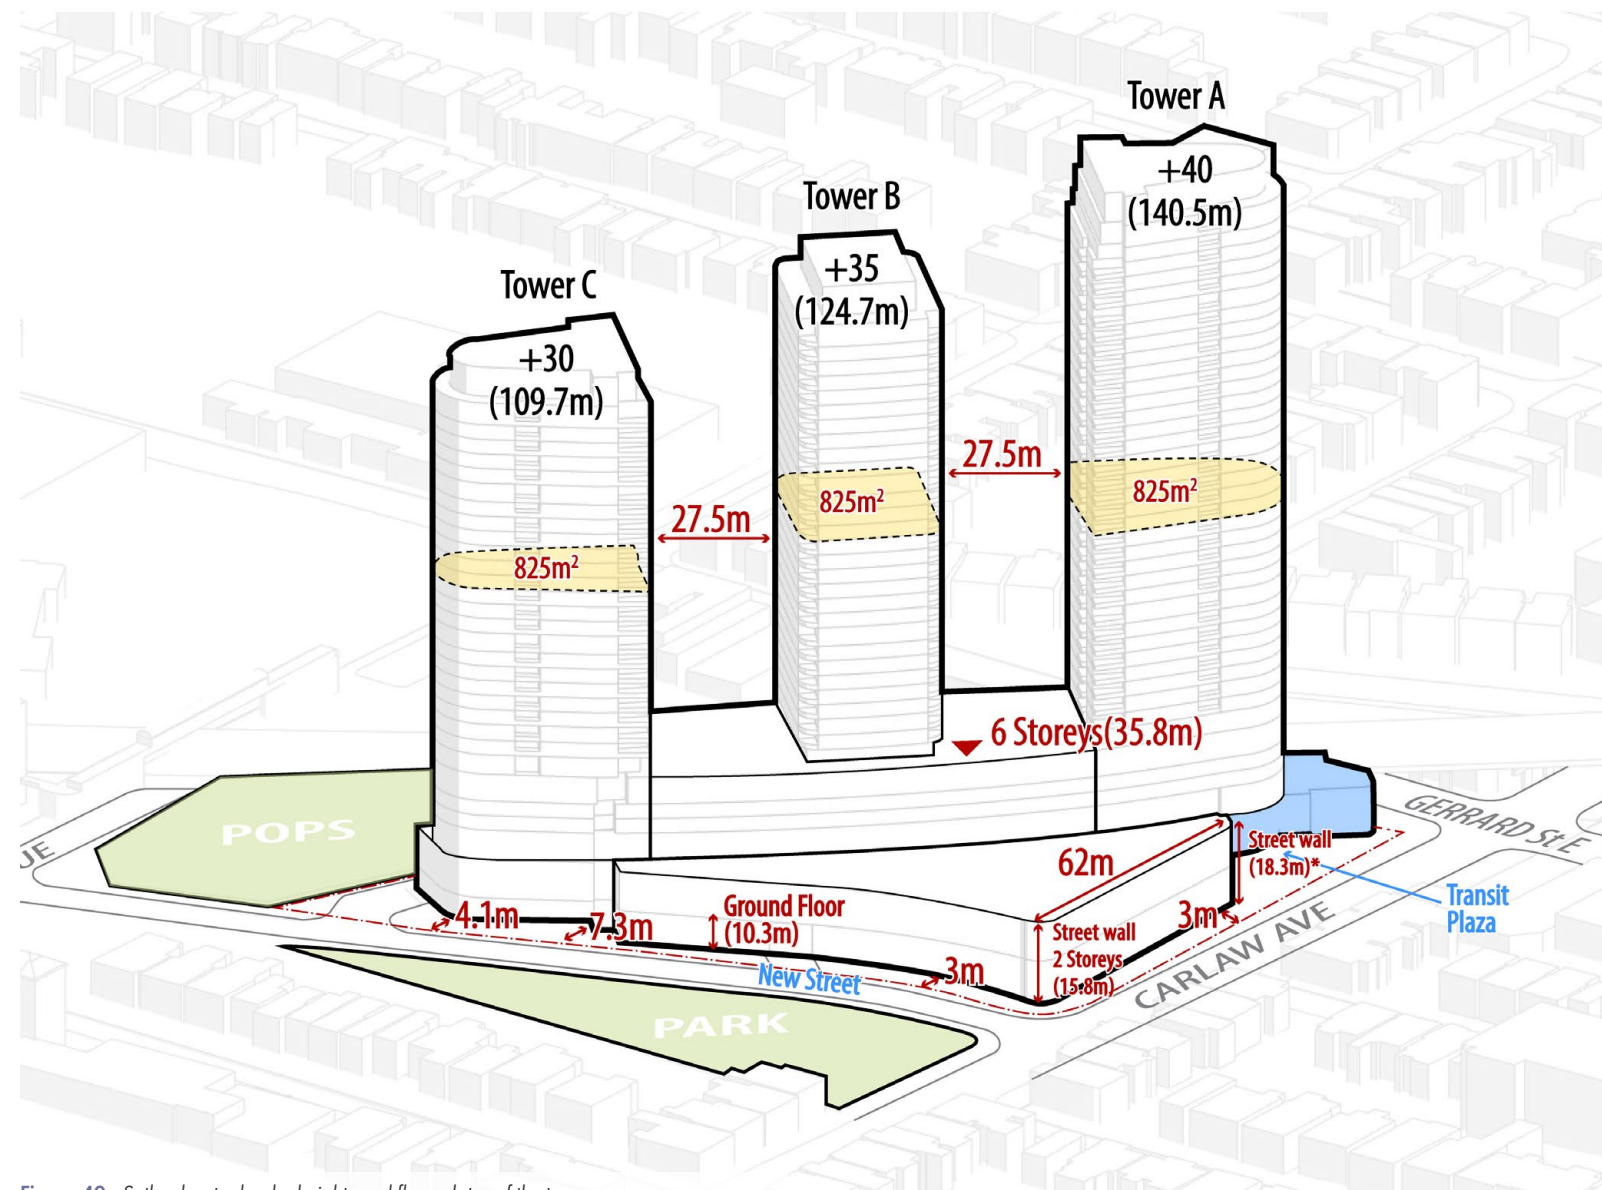 Tower A
+40
(140.5m)
Tower B
+35
(124.7m)
Tower C
+30
(109.7m)
27.5m
825m²
825m²
27.5m
825m²
6 Storeys(35.8m)
POPS
UE
GERRARD St E
Street wall
(18.3m)*
62m
Transit
Plaza
4.1m
7.3m
Ground Floor
(10.3m)
3m
Street wall
2 Storeys
(15.8m)
3m
New Street
CARLAW AVE
PARK